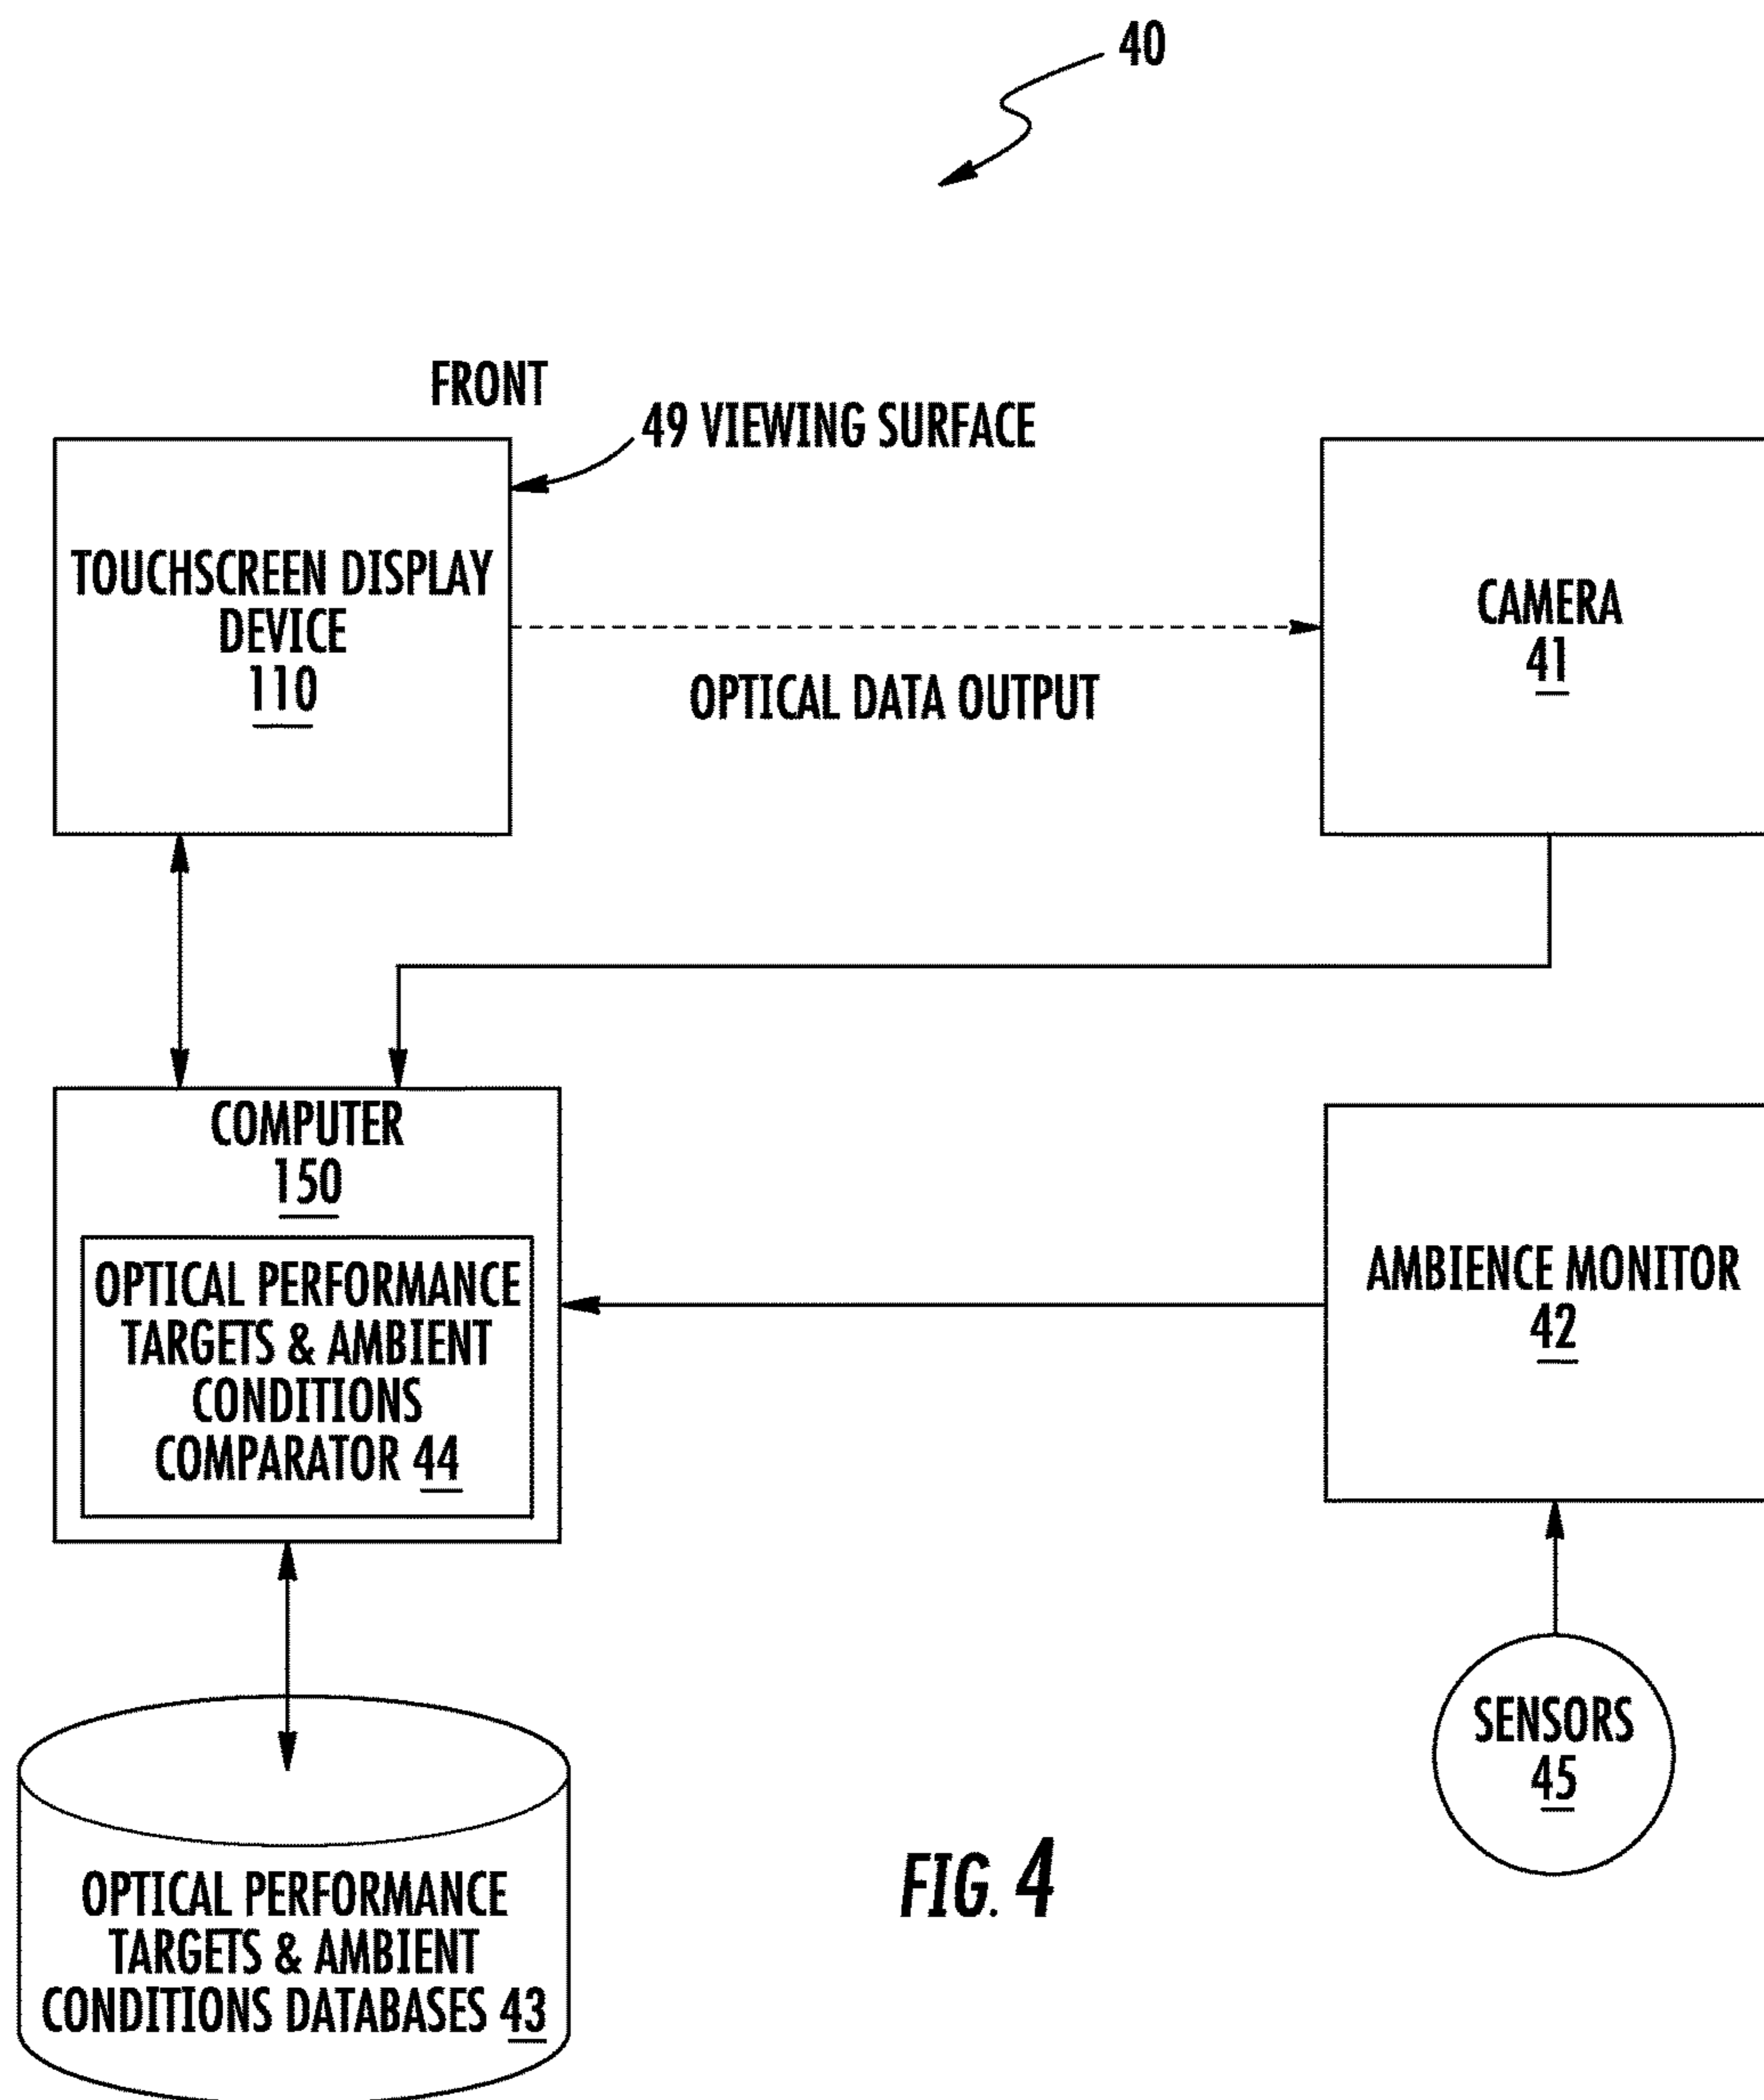 40
FRONT
49 VIEWING SURFACE
TOUCHSCREEN DISPLAY
DEVICE
110
OPTICAL DATA OUTPUT
CAMERA
41
COMPUTER
150
OPTICAL PERFORMANCE
TARGETS & AMBIENT
CONDITIONS
COMPARATOR 44
AMBIENCE MONITOR
42
SENSORS
45
OPTICAL PERFORMANCE
TARGETS & AMBIENT
CONDITIONS DATABASES 43
FIG. 4